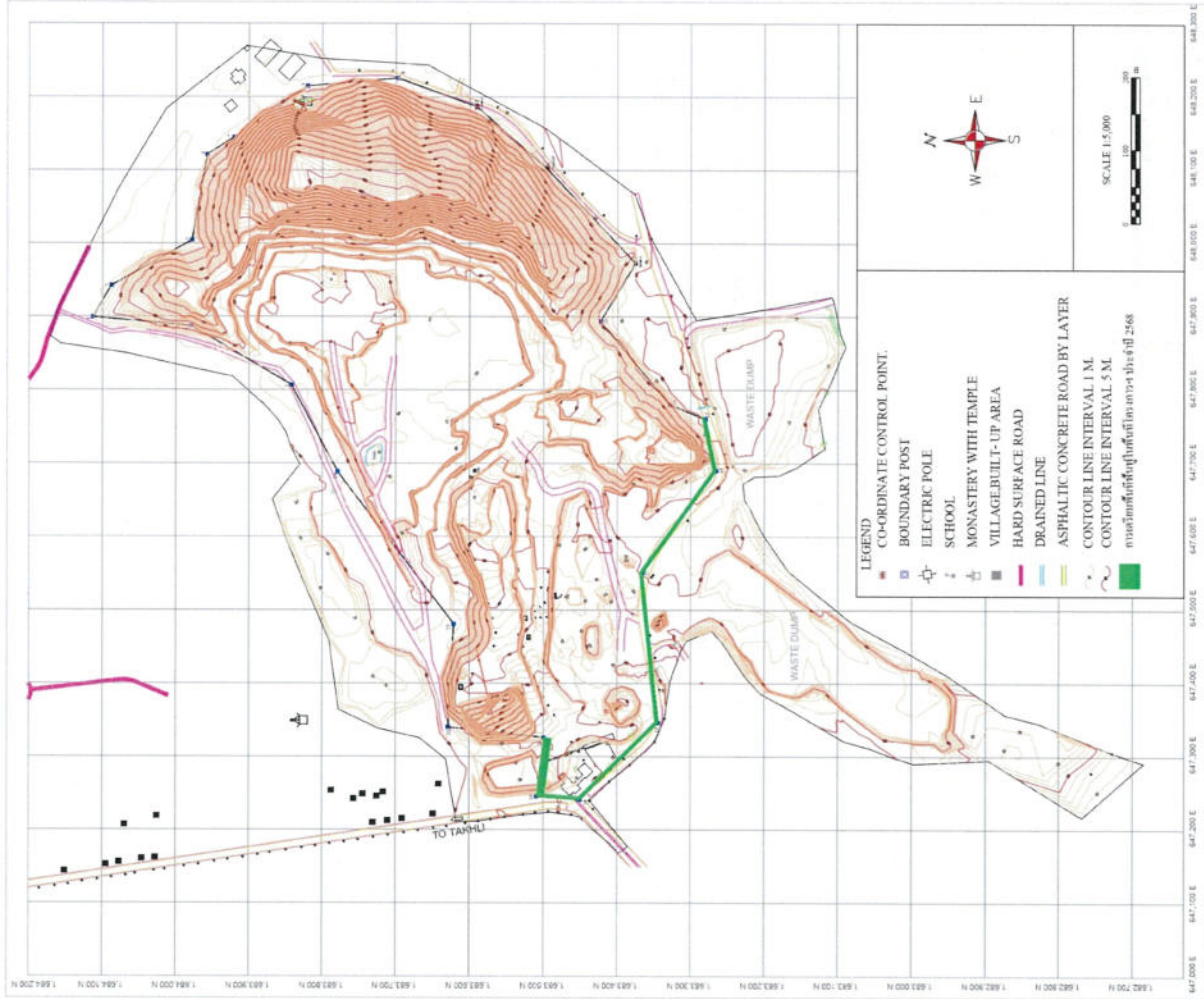 TO TAKHLI
WASTE DUMP
WASTE DUMP
LEGEND
CO-ORDINATE CONTROL POINT.
BOUNDARY POST
ELECTRIC POLE
SCHOOL
MONASTERY WITH TEMPLE
VILLAGE,BUILT- UP AREA
HARD SURFACE ROAD
DRAINED LINE
ASPHALTIC CONCRETE ROAD BY LAYER
CONTOUR LINE INTERVAL 1 M.
CONTOUR LINE INTERVAL 5 M.
N
W
E
S
SCALE 1:5,000
0 100 200
m
1,684,200 N
1,684,100 N
1,684,000 N
1,683,900 N
1,683,800 N
1,683,700 N
1,683,600 N
1,683,500 N
1,683,400 N
1,683,300 N
1,683,200 N
1,683,100 N
1,683,000 N
1,682,900 N
1,682,800 N
1,682,700 N
647,000 E
647,100 E
647,200 E
647,300 E
647,400 E
647,500 E
647,600 E
647,700 E
647,800 E
647,900 E
648,000 E
648,100 E
648,200 E
648,300 E